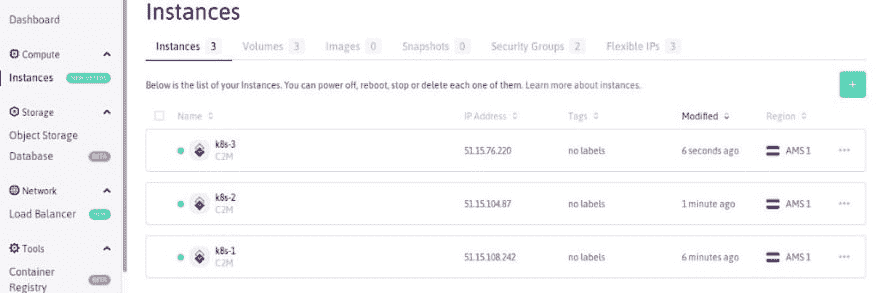 Instances
Dashboard
Compute
Instances
Storage
Object Storage
Database BETA
Network
Load Balancer
Tools
Container
Registry BETA
Instances 3 Volumes 3 Images 0 Snapshots 0 Security Groups 2 Flexible IPs 3
Below is the list of your Instances. You can power off, reboot, stop or delete each one of them. Learn more about instances.
+
Name IP Address Tags Modified Region
k8s-3
C2M
51.15.76.220 no labels 6 seconds ago AMS 1
k8s-2
C2M
51.15.104.87 no labels 1 minute ago AMS 1
k8s-1
C2M
51.15.108.242 no labels 6 minutes ago AMS 1